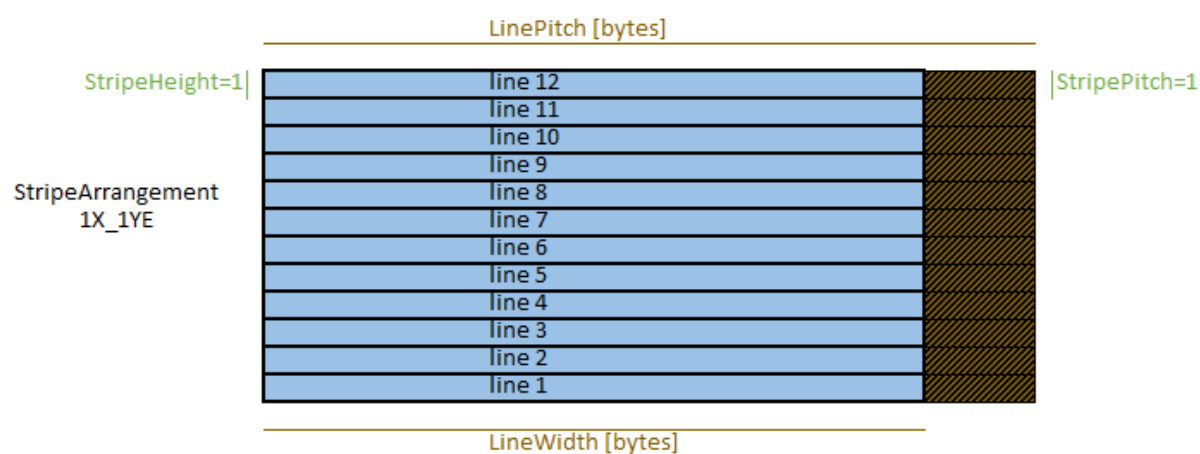 LinePitch [bytes]
StripeHeight=1
line 12
StripePitch=1
line 11
line 10
line 9
line 8
StripeArrangement
1X_1YE
line 7
line 6
line 5
line 4
line 3
line 2
line 1
LineWidth [bytes]